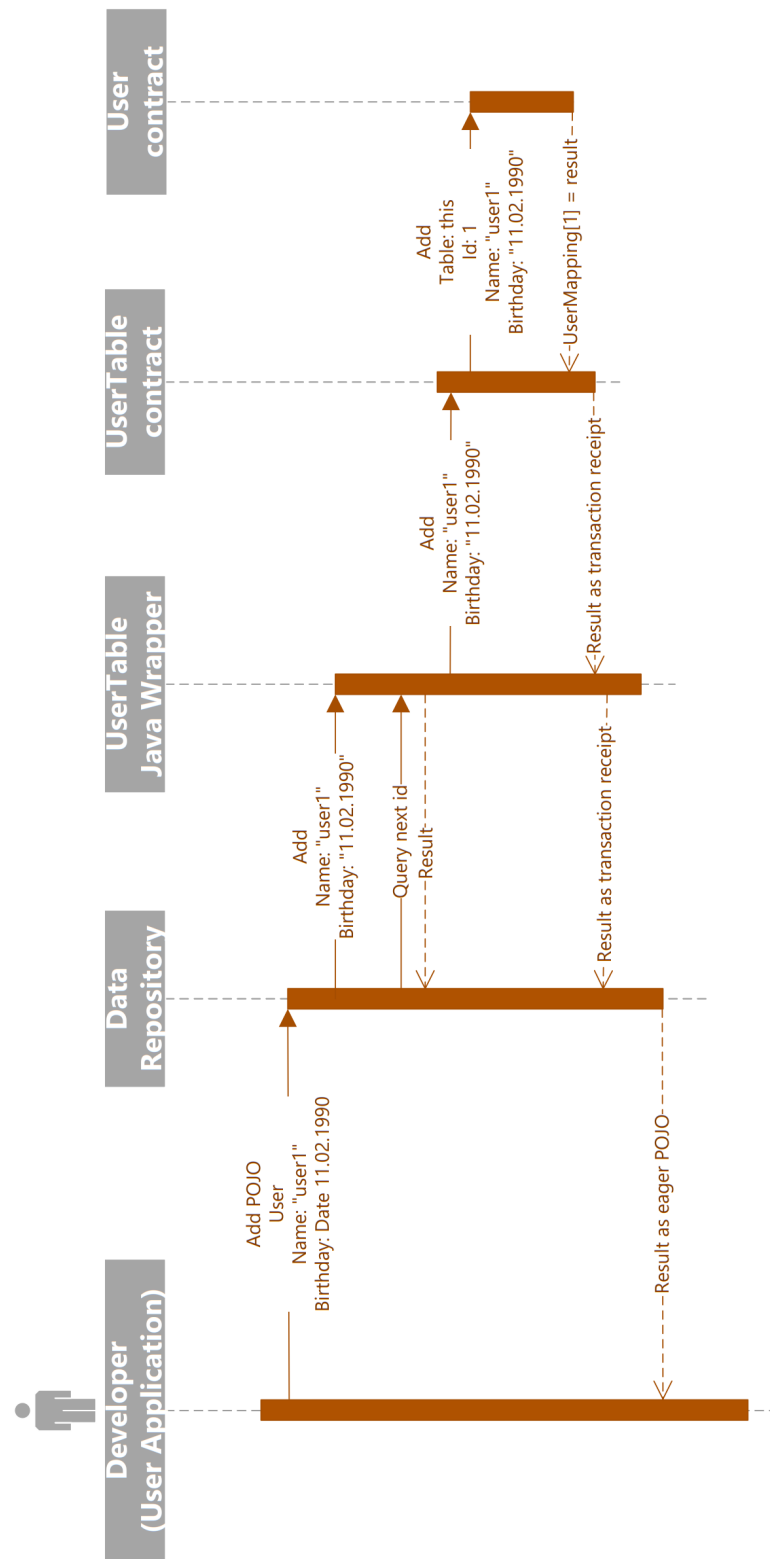 Developer
(User Application)
Data
Repository
UserTable
Java Wrapper
UserTable
contract
User
contract
Add POJO
User
Name: "user1"
Birthday: Date 11.02.1990
Add
Name: "user1"
Birthday: "11.02.1990"
Query next id
Result
Add
Name: "user1"
Birthday: "11.02.1990"
Add
Table: this
Id: 1
Name: "user1"
Birthday: "11.02.1990"
UserMapping[1] = result
Result as transaction receipt
Result as transaction receipt
Result as eager POJO